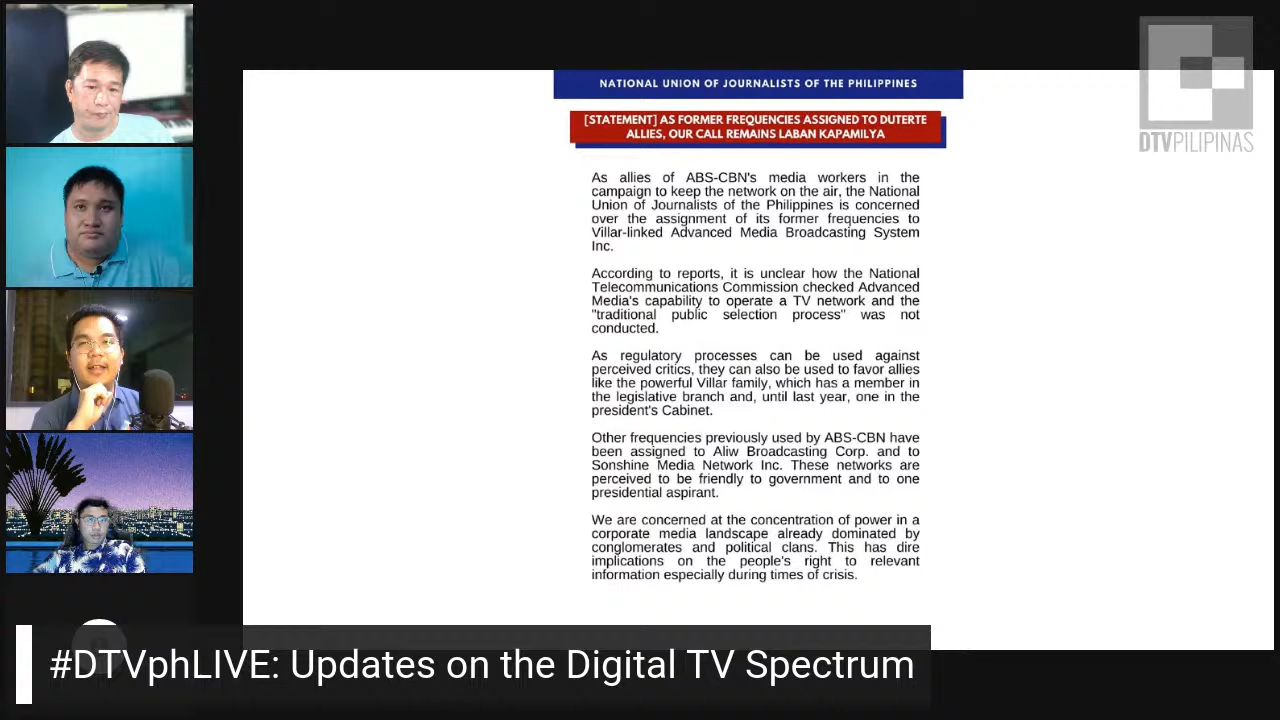 NATIONAL UNION OF JOURNALISTS OF THE PHILIPPINES
[STATEMENT] AS FORMER FREQUENCIES ASSIGNED TO DUTERTE
ALLIES, OUR CALL REMAINS LABAN KAPAMILYA
As allies of ABS-CBN's media workers in the
campaign to keep the network on the air, the National
Union of Journalists of the Philippines is concerned
over the assignment of its former frequencies to
Villar-linked Advanced Media Broadcasting System
Inc.
According to reports, it is unclear how the National
Telecommunications Commission checked Advanced
Media's capability to operate a TV network and the
"traditional public selection process" was not
conducted.
As regulatory processes can be used against
perceived critics, they can also be used to favor allies
like the powerful Villar family, which has a member in
the legislative branch and, until last year, one in the
president's Cabinet.
Other frequencies previously used by ABS-CBN have
been assigned to Aliw Broadcasting Corp. and to
Sonshine Media Network Inc. These networks are
perceived to be friendly to government and to one
presidential aspirant.
We are concerned at the concentration of power in a
corporate media landscape already dominated by
conglomerates and political clans. This has dire
implications on the people's right to relevant
information especially during times of crisis.
DTVPILIPINAS
#DTVphLIVE: Updates on the Digital TV Spectrum